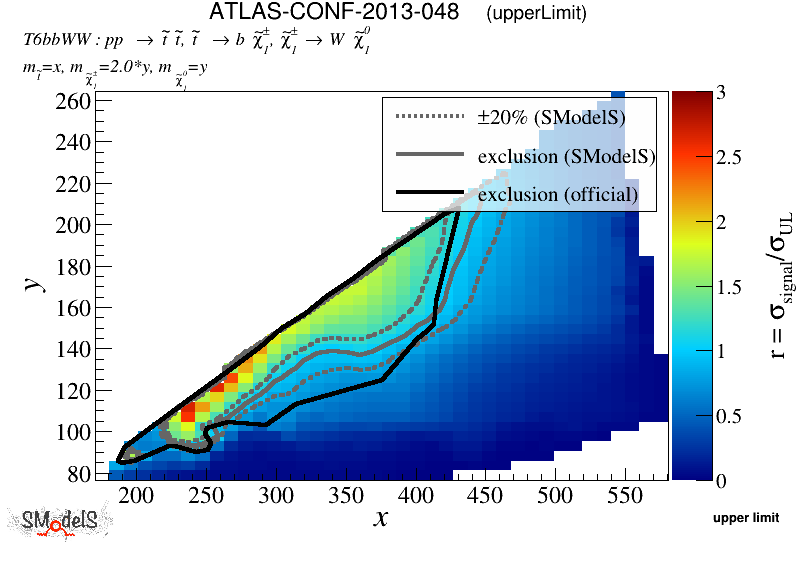 ATLAS-CONF-2013-048 (upperLimit)
T6bbWW : pp → t̃ t̃, t̃ → b χ̃₁±, χ̃₁± → W χ̃₁⁰
m_t̃=x, m_χ̃₁±=2.0*y, m_χ̃₁⁰=y
260
240
220
200
180
160
140
120
100
80
y
±20% (SModelS)
exclusion (SModelS)
exclusion (official)
200 250 300 350 400 450 500 550
x
3
2.5
2
1.5
1
0.5
0
r = σ_signal/σ_UL
SModelS
upper limit